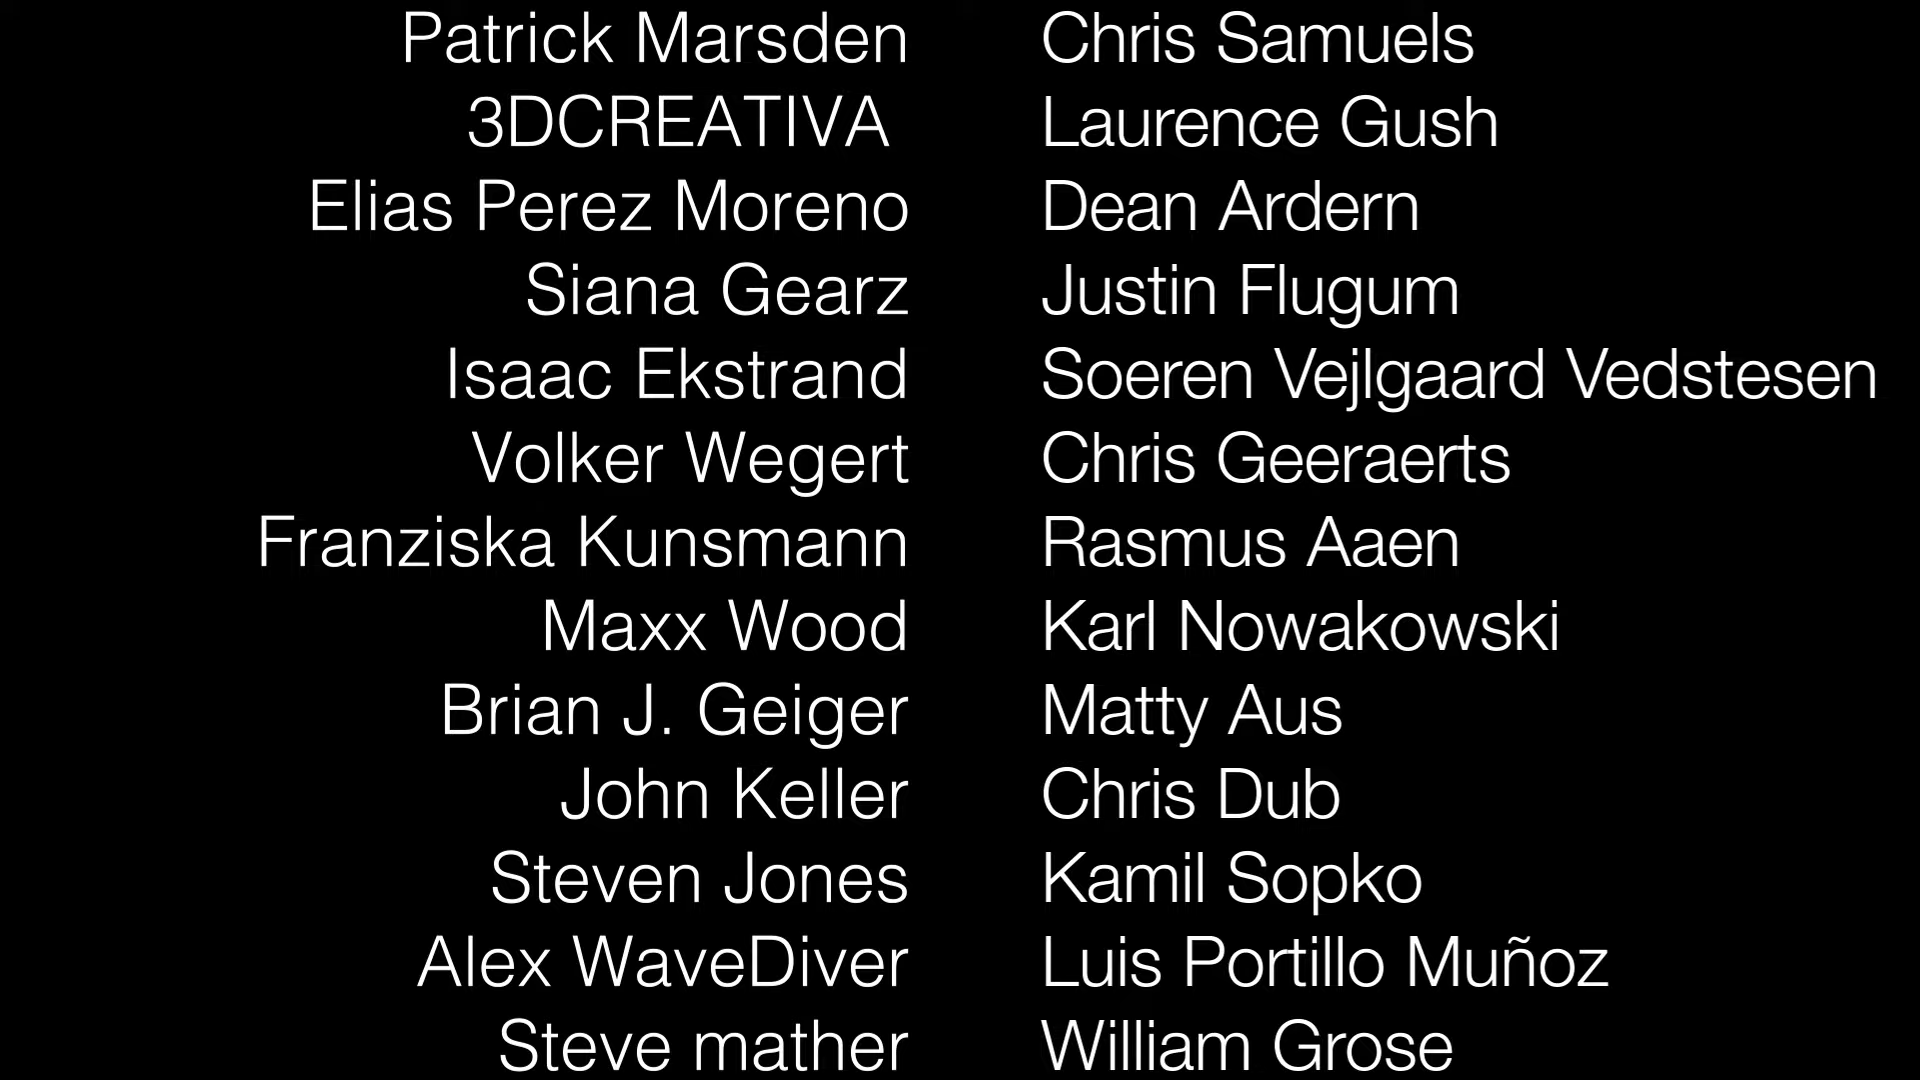 Patrick Marsden Chris Samuels
3DCREATIVA Laurence Gush
Elias Perez Moreno Dean Ardern
Siana Gearz Justin Flugum
Isaac Ekstrand Soeren Vejlgaard Vedstesen
Volker Wegert Chris Geeraerts
Franziska Kunsmann Rasmus Aaen
Maxx Wood Karl Nowakowski
Brian J. Geiger Matty Aus
John Keller Chris Dub
Steven Jones Kamil Sopko
Alex WaveDiver Luis Portillo Muñoz
Steve mather William Grose